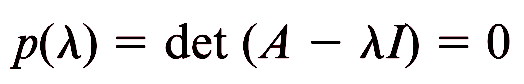 p(λ) = det (A − λI) = 0